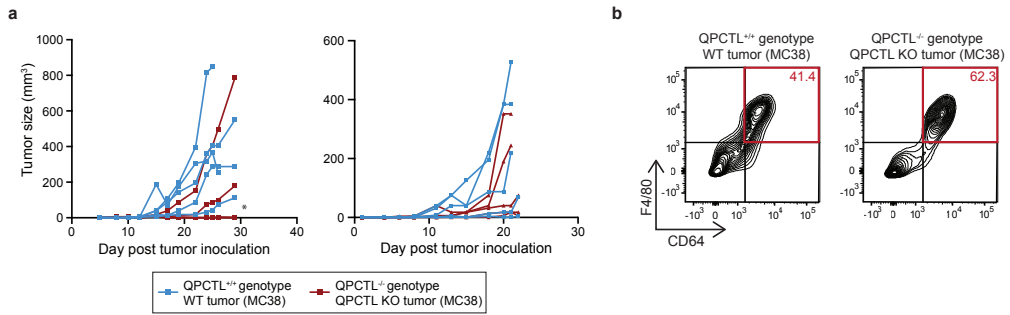 a
Tumor size (mm³)
1000
800
600
400
200
0
0
10
20
30
40
Day post tumor inoculation
*
600
400
200
0
0
10
20
30
Day post tumor inoculation
*
QPCTL+/+ genotype
WT tumor (MC38)
QPCTL-/- genotype
QPCTL KO tumor (MC38)
b
QPCTL+/+ genotype
WT tumor (MC38)
41.4
10⁵
10⁴
10³
0
-10³
-10³
0
10³
10⁴
10⁵
F4/80
CD64
QPCTL-/- genotype
QPCTL KO tumor (MC38)
62.3
10⁵
10⁴
10³
0
-10³
-10³
0
10³
10⁴
10⁵